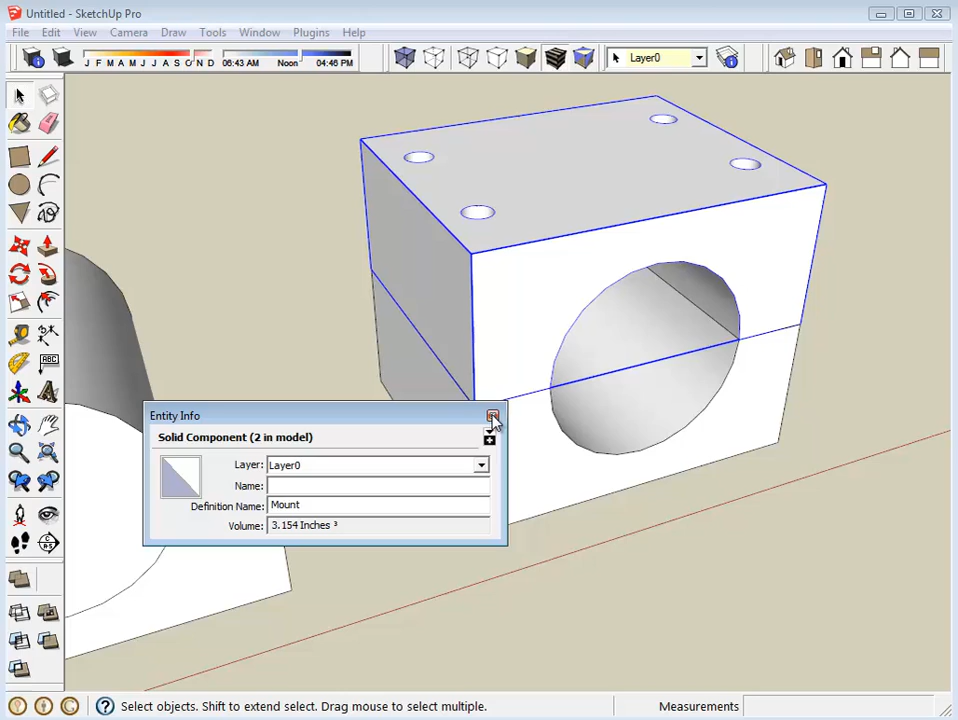 Untitled - SketchUp Pro
File Edit View Camera Draw Tools Window Plugins Help
J F M A M J J A S O N D
06:43 AM Noon 04:46 PM
Layer0
ABC
Entity Info
Solid Component (2 in model)
Layer: Layer0
Name:
Definition Name: Mount
Volume: 3.154 Inches ³
Select objects. Shift to extend select. Drag mouse to select multiple.
Measurements